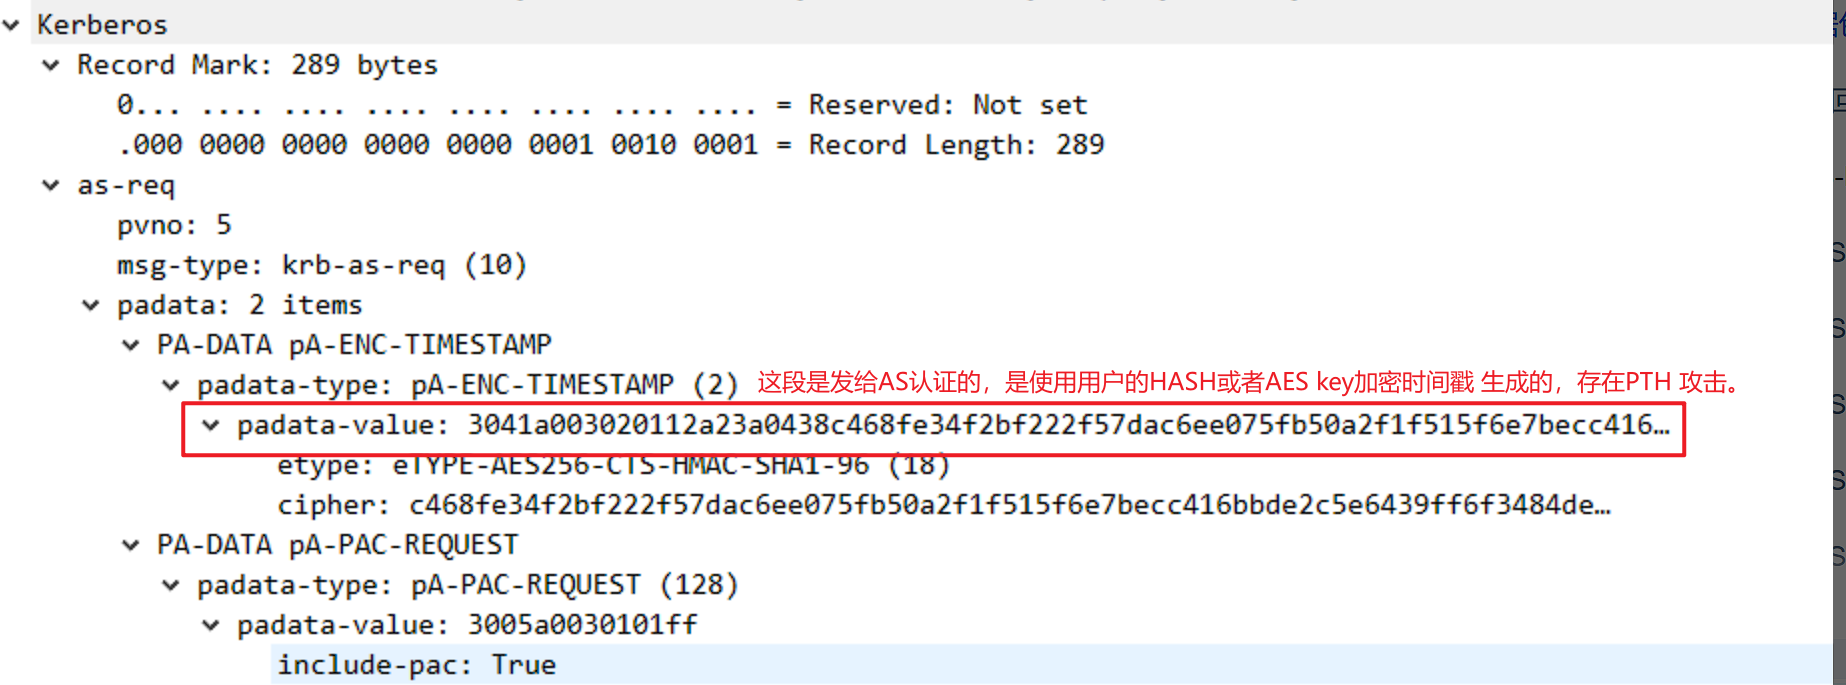 Kerberos
Record Mark: 289 bytes
0... .... .... .... .... .... .... .... = Reserved: Not set
.000 0000 0000 0000 0000 0001 0010 0001 = Record Length: 289
as-req
pvno: 5
msg-type: krb-as-req (10)
padata: 2 items
PA-DATA pA-ENC-TIMESTAMP
padata-type: pA-ENC-TIMESTAMP (2) 这段是发给AS认证的，是使用用户的HASH或者AES key加密时间戳 生成的，存在PTH 攻击。
padata-value: 3041a003020112a23a0438c468fe34f2bf222f57dac6ee075fb50a2f1f515f6e7becc416…
etype: eTYPE-AES256-CTS-HMAC-SHA1-96 (18)
cipher: c468fe34f2bf222f57dac6ee075fb50a2f1f515f6e7becc416bbde2c5e6439ff6f3484de…
PA-DATA pA-PAC-REQUEST
padata-type: pA-PAC-REQUEST (128)
padata-value: 3005a0030101ff
include-pac: True